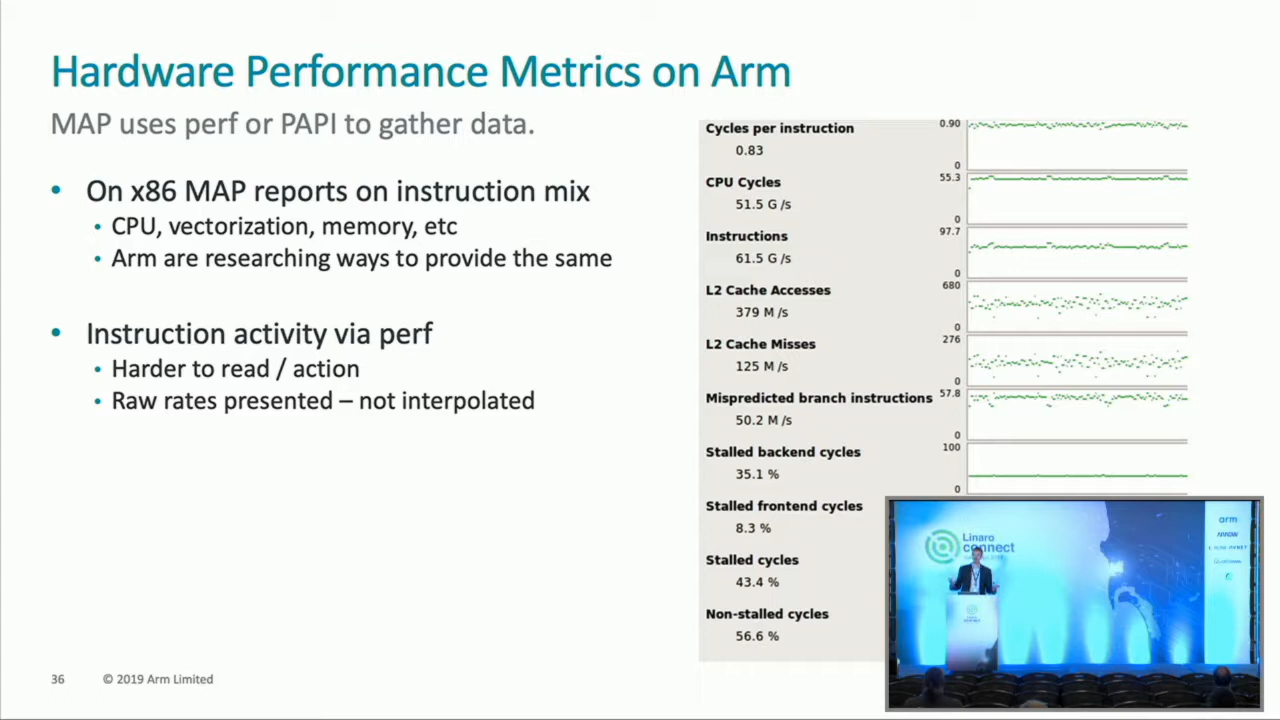 Hardware Performance Metrics on Arm
MAP uses perf or PAPI to gather data.
• On x86 MAP reports on instruction mix
• CPU, vectorization, memory, etc
• Arm are researching ways to provide the same
• Instruction activity via perf
• Harder to read / action
• Raw rates presented – not interpolated
Cycles per instruction
0.83
0.90
0
CPU Cycles
51.5 G /s
55.3
0
Instructions
61.5 G /s
97.7
0
L2 Cache Accesses
379 M /s
680
0
L2 Cache Misses
125 M /s
276
0
Mispredicted branch instructions
50.2 M /s
57.8
0
Stalled backend cycles
35.1 %
100
0
Stalled frontend cycles
8.3 %
Stalled cycles
43.4 %
Non-stalled cycles
56.6 %
Linaro
connect
arm
ARROW
Qualcomm
36
© 2019 Arm Limited